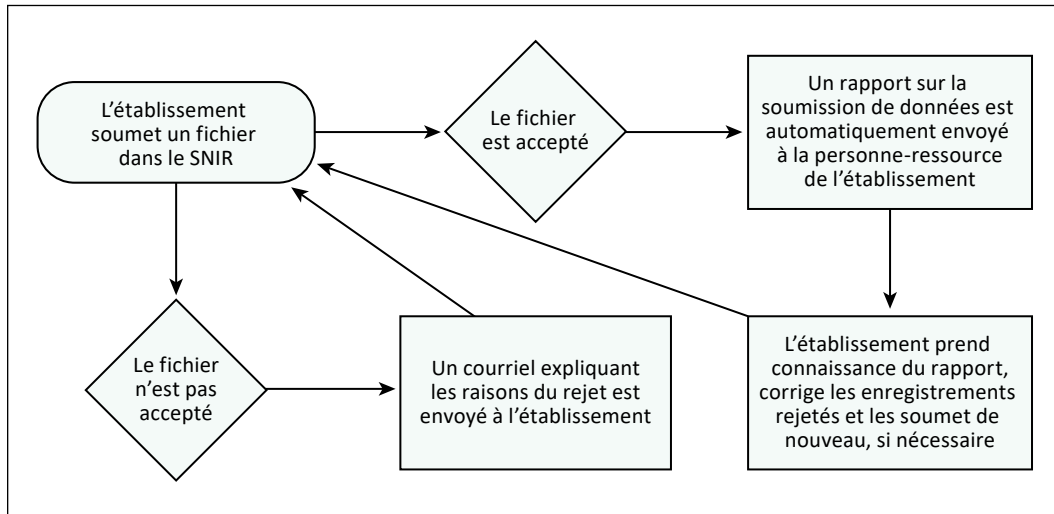 L'établissement
soumet un fichier
dans le SNIR
Le fichier
est accepté
Un rapport sur la
soumission de données est
automatiquement envoyé
à la personne-ressource
de l'établissement
Le fichier
n'est pas
accepté
Un courriel expliquant
les raisons du rejet est
envoyé à l'établissement
L'établissement prend
connaissance du rapport,
corrige les enregistrements
rejetés et les soumet de
nouveau, si nécessaire